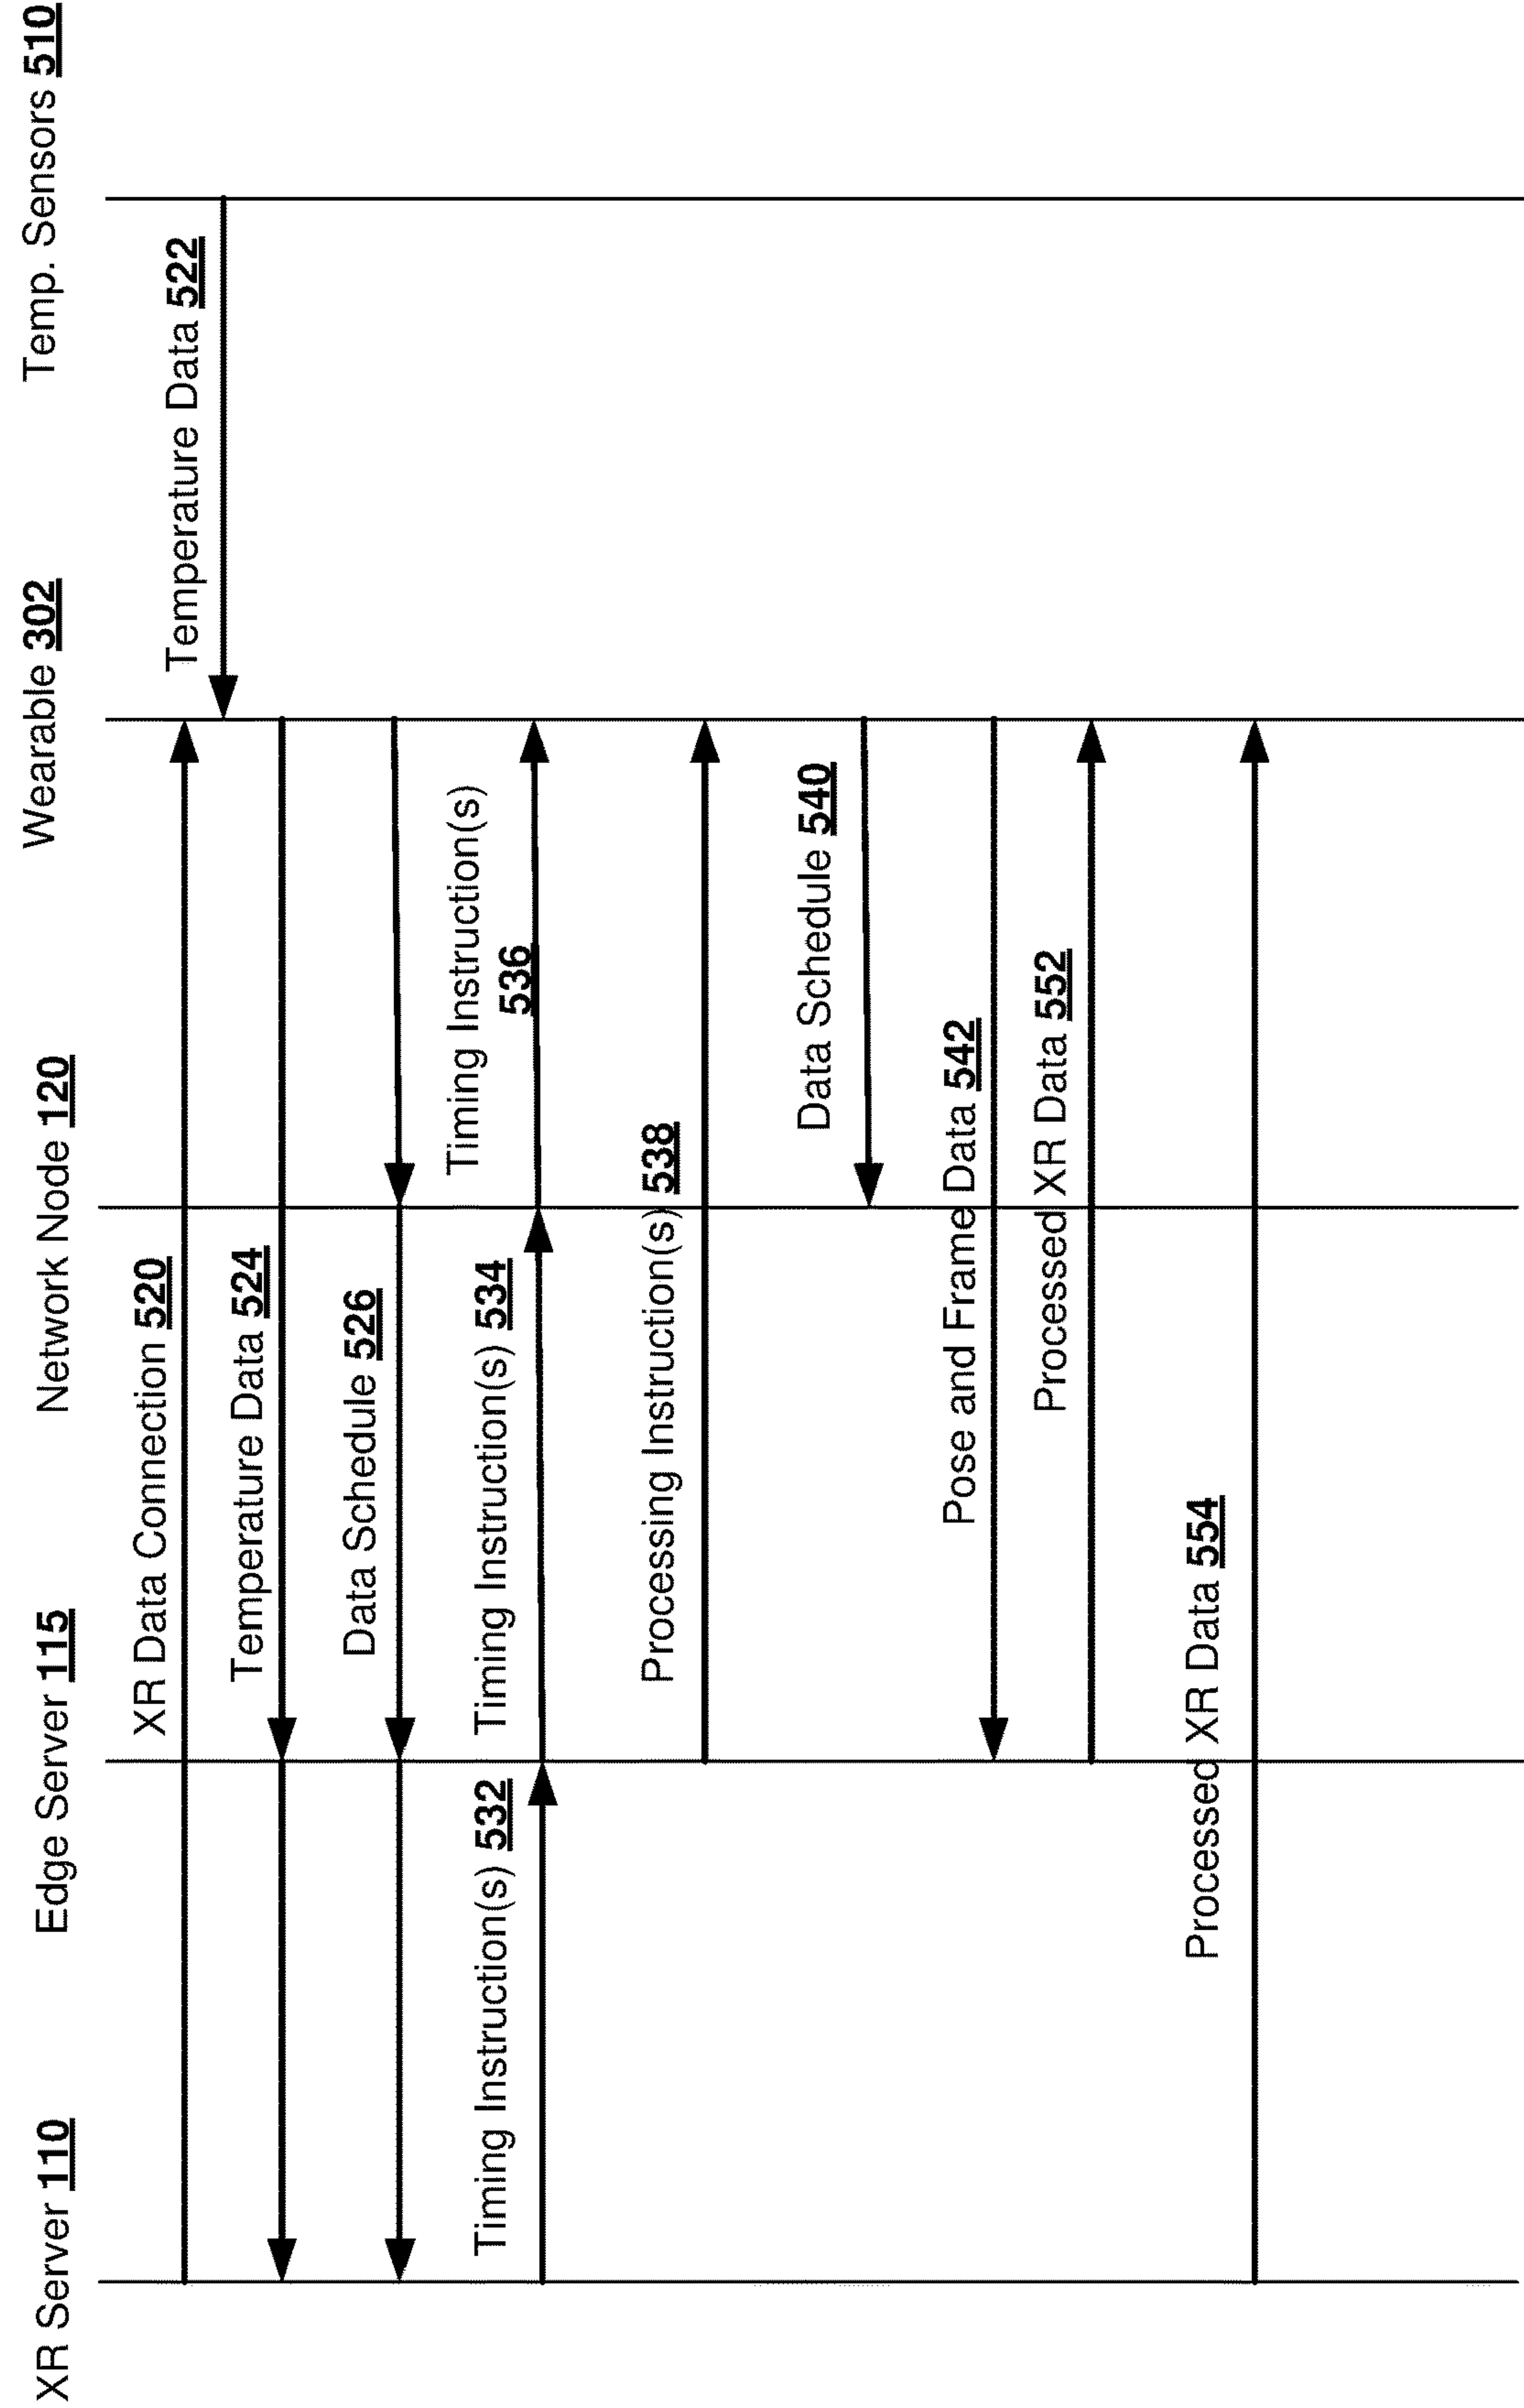 XR Server 110
Edge Server 115
Network Node 120
Wearable 302
Temp. Sensors 510
XR Data Connection 520
Temperature Data 522
Temperature Data 524
Data Schedule 526
Timing Instruction(s) 532
Timing Instruction(s) 534
Timing Instruction(s)
536
Processing Instruction(s) 538
Data Schedule 540
Pose and Frame Data 542
Processed XR Data 552
Processed XR Data 554